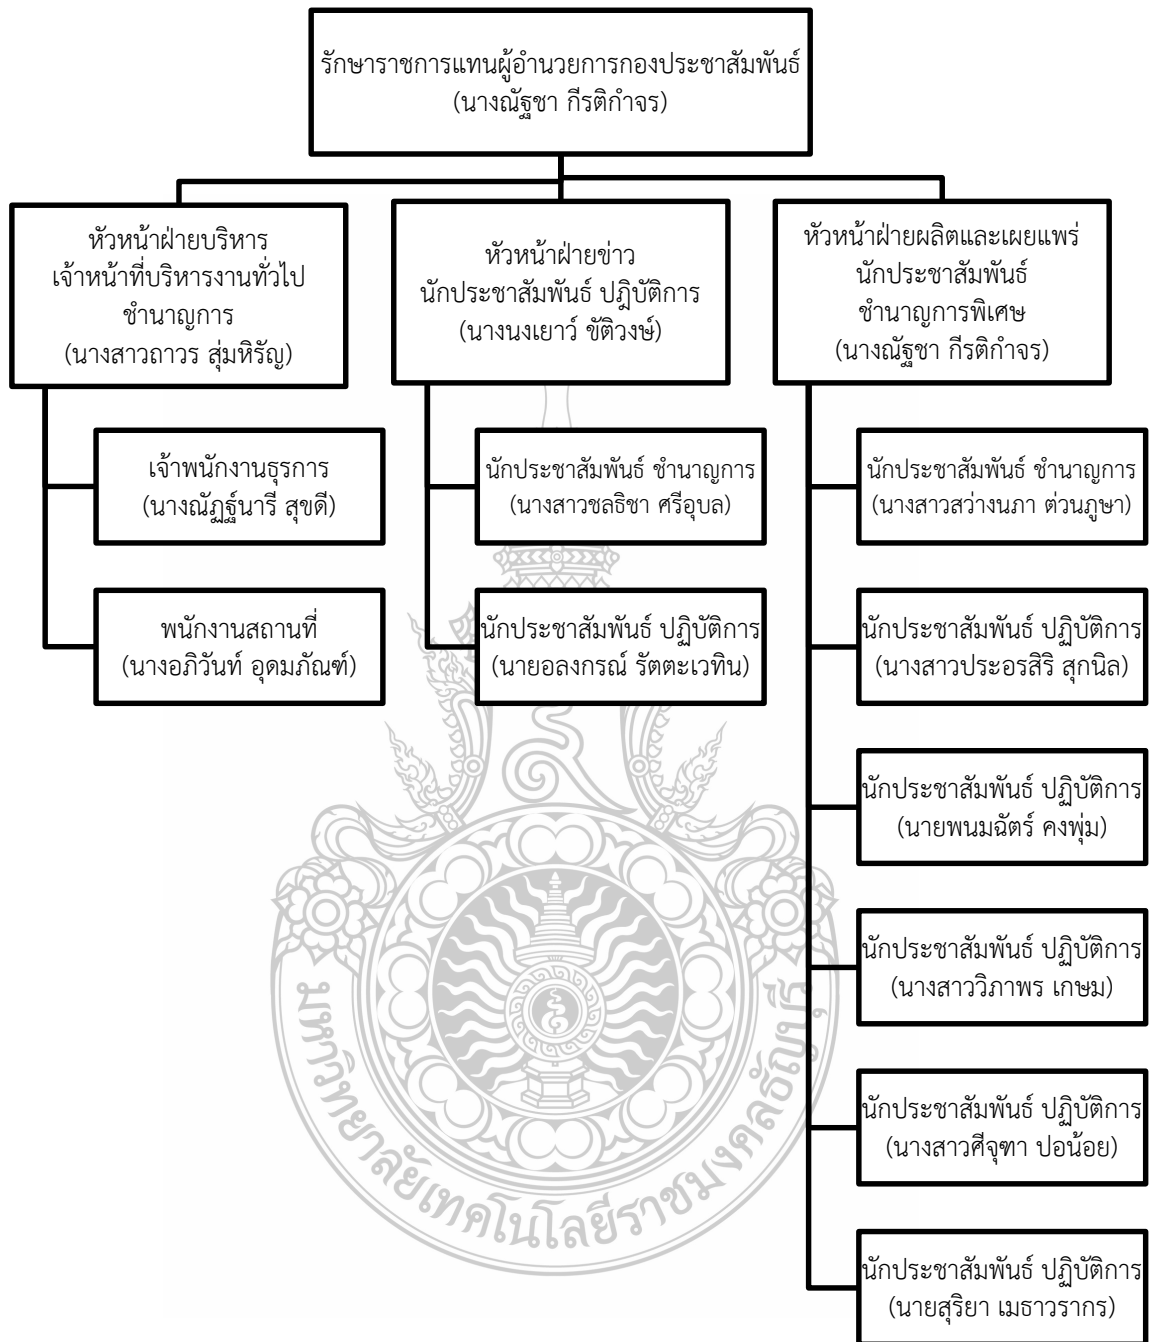 รักษาราชการแทนผู้อำนวยการกองประชาสัมพันธ์
(นางณัฐชา กีรติกำจร)
หัวหน้าฝ่ายบริหาร
เจ้าหน้าที่บริหารงานทั่วไป
ชำนาญการ
(นางสาวถาวร สุ่มหิรัญ)
หัวหน้าฝ่ายข่าว
นักประชาสัมพันธ์ ปฏิบัติการ
(นางนงเยาว์ ขัติวงษ์)
หัวหน้าฝ่ายผลิตและเผยแพร่
นักประชาสัมพันธ์
ชำนาญการพิเศษ
(นางณัฐชา กีรติกำจร)
เจ้าพนักงานธุรการ
(นางณัฏฐ์นารี สุขดี)
พนักงานสถานที่
(นางอภิวันท์ อุดมภัณฑ์)
นักประชาสัมพันธ์ ชำนาญการ
(นางสาวชลธิชา ศรีอุบล)
นักประชาสัมพันธ์ ปฏิบัติการ
(นายอลงกรณ์ รัตตะเวทิน)
นักประชาสัมพันธ์ ชำนาญการ
(นางสาวสว่างนภา ต่วนภูษา)
นักประชาสัมพันธ์ ปฏิบัติการ
(นางสาวประอรสิริ สุกนิล)
นักประชาสัมพันธ์ ปฏิบัติการ
(นายพนมฉัตร์ คงพุ่ม)
นักประชาสัมพันธ์ ปฏิบัติการ
(นางสาววิภาพร เกษม)
นักประชาสัมพันธ์ ปฏิบัติการ
(นางสาวศีจุฑา ปอน้อย)
นักประชาสัมพันธ์ ปฏิบัติการ
(นายสุริยา เมธาวรากร)
มหาวิทยาลัยเทคโนโลยีราชมงคลธัญบุรี